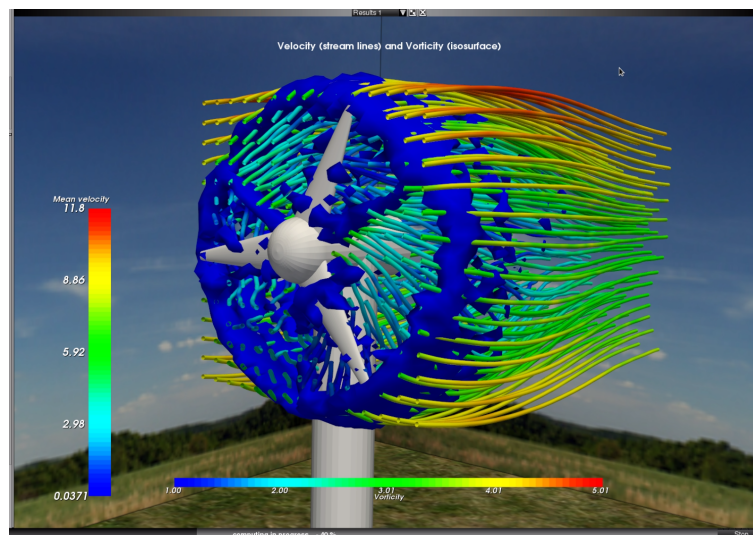 Results 1
Velocity (stream lines) and Vorticity (isosurface)
Mean velocity
11.8
8.86
5.92
2.98
0.0371
1.00 2.00 3.01 4.01 5.01
Vorticity
computing in progress
Stop